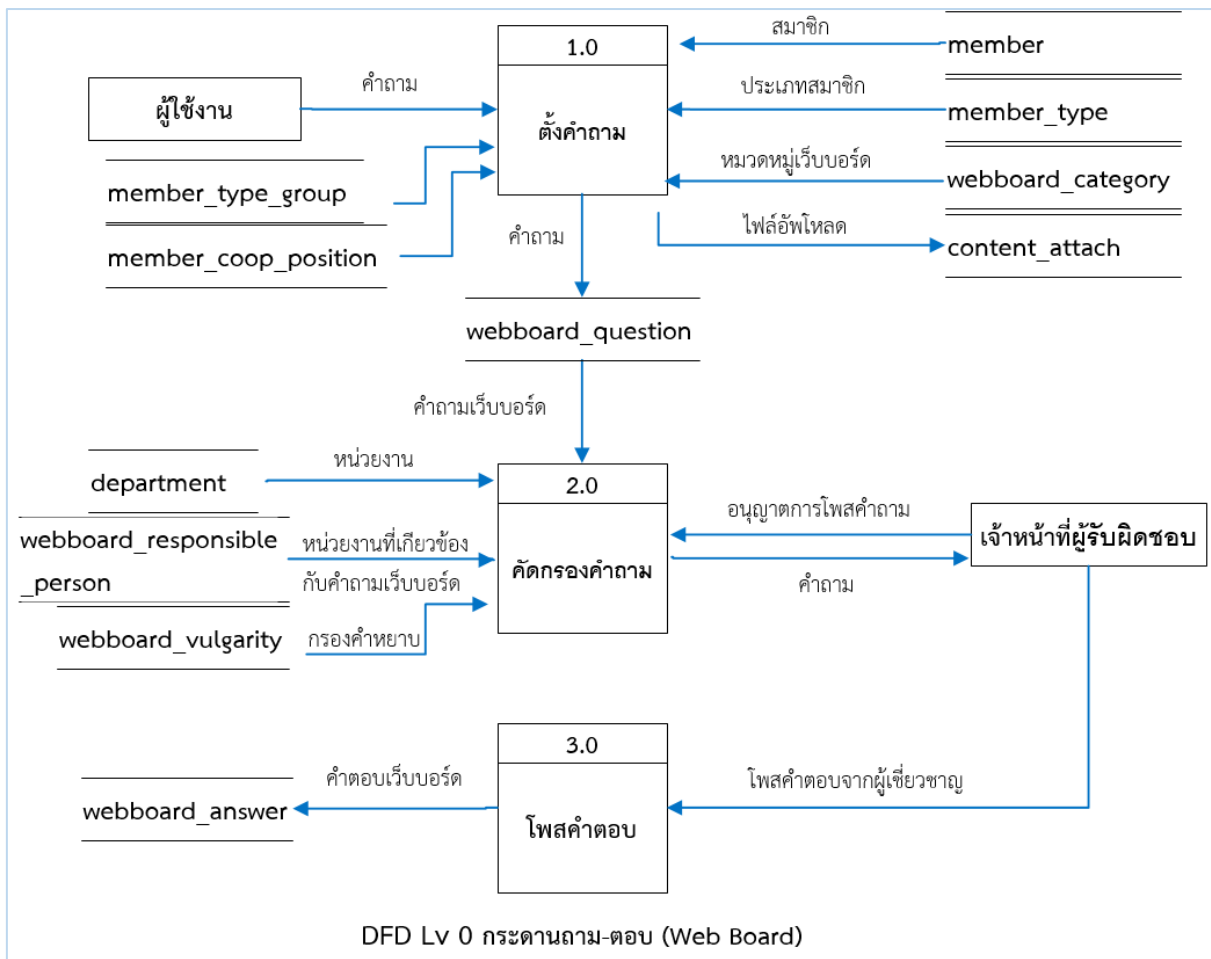 1.0
สมาชิก
member
คำถาม
ผู้ใช้งาน
ตั้งคำถาม
ประเภทสมาชิก
member_type
member_type_group
หมวดหมู่เว็บบอร์ด
webboard_category
member_coop_position
คำถาม
ไฟล์อัพโหลด
content_attach
webboard_question
คำถามเว็บบอร์ด
department
หน่วยงาน
2.0
อนุญาตการโพสคำถาม
เจ้าหน้าที่ผู้รับผิดชอบ
webboard_responsible
_person
หน่วยงานที่เกียวข้อง
กับคำถามเว็บบอร์ด
คัดกรองคำถาม
คำถาม
webboard_vulgarity
กรองคำหยาบ
3.0
คำตอบเว็บบอร์ด
โพสคำตอบจากผู้เชี่ยวชาญ
webboard_answer
โพสคำตอบ
DFD Lv 0 กระดานถาม-ตอบ (Web Board)